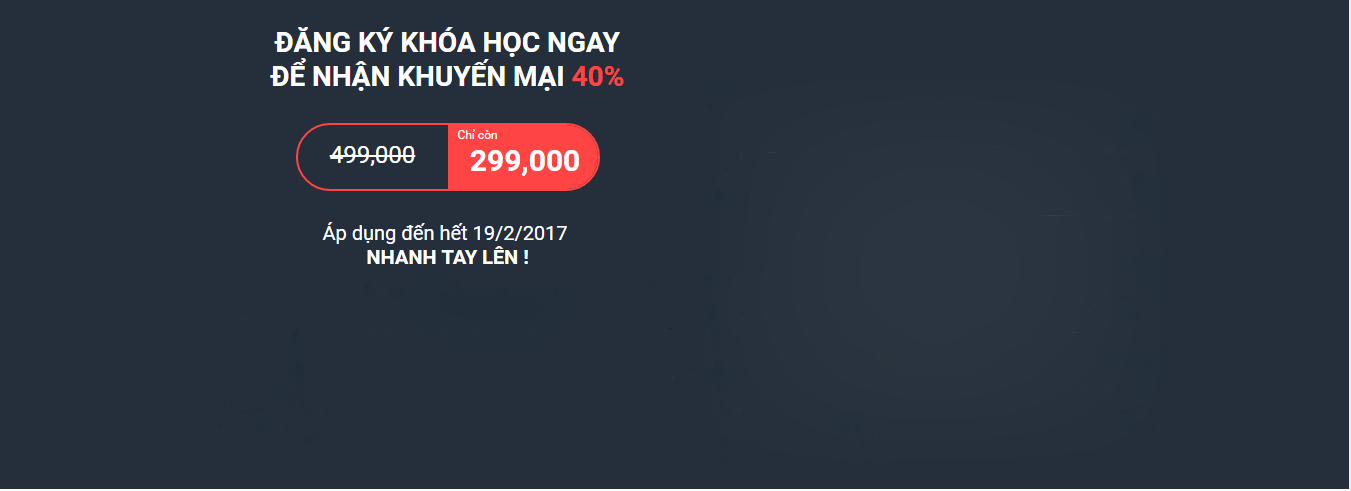 ĐĂNG KÝ KHÓA HỌC NGAY
ĐỂ NHẬN KHUYẾN MẠI 40%
499,000
Chỉ còn
299,000
Áp dụng đến hết 19/2/2017
NHANH TAY LÊN !